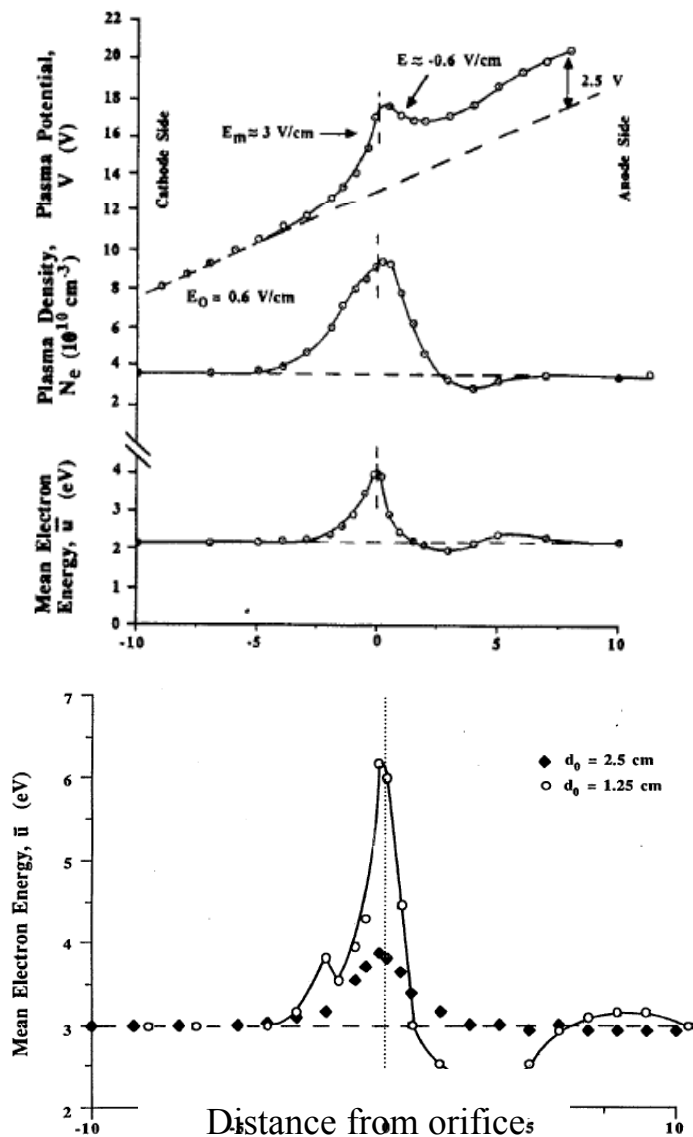 22
20
18
16
14
12
10
8
6
4
2
4
3
2
1
0
Plasma Potential,
V (V)
Cathode Side
Anode Side
E ≈ -0.6 V/cm
Em ≈ 3 V/cm
2.5 V
Plasma Density,
Ne (10^10 cm^-3)
E0 = 0.6 V/cm
Mean Electron
Energy, ū (eV)
-10 -5 0 5 10
7
6
5
4
3
2
Mean Electron Energy, ū (eV)
◆ d0 = 2.5 cm
○ d0 = 1.25 cm
-10 10
Distance from orifice